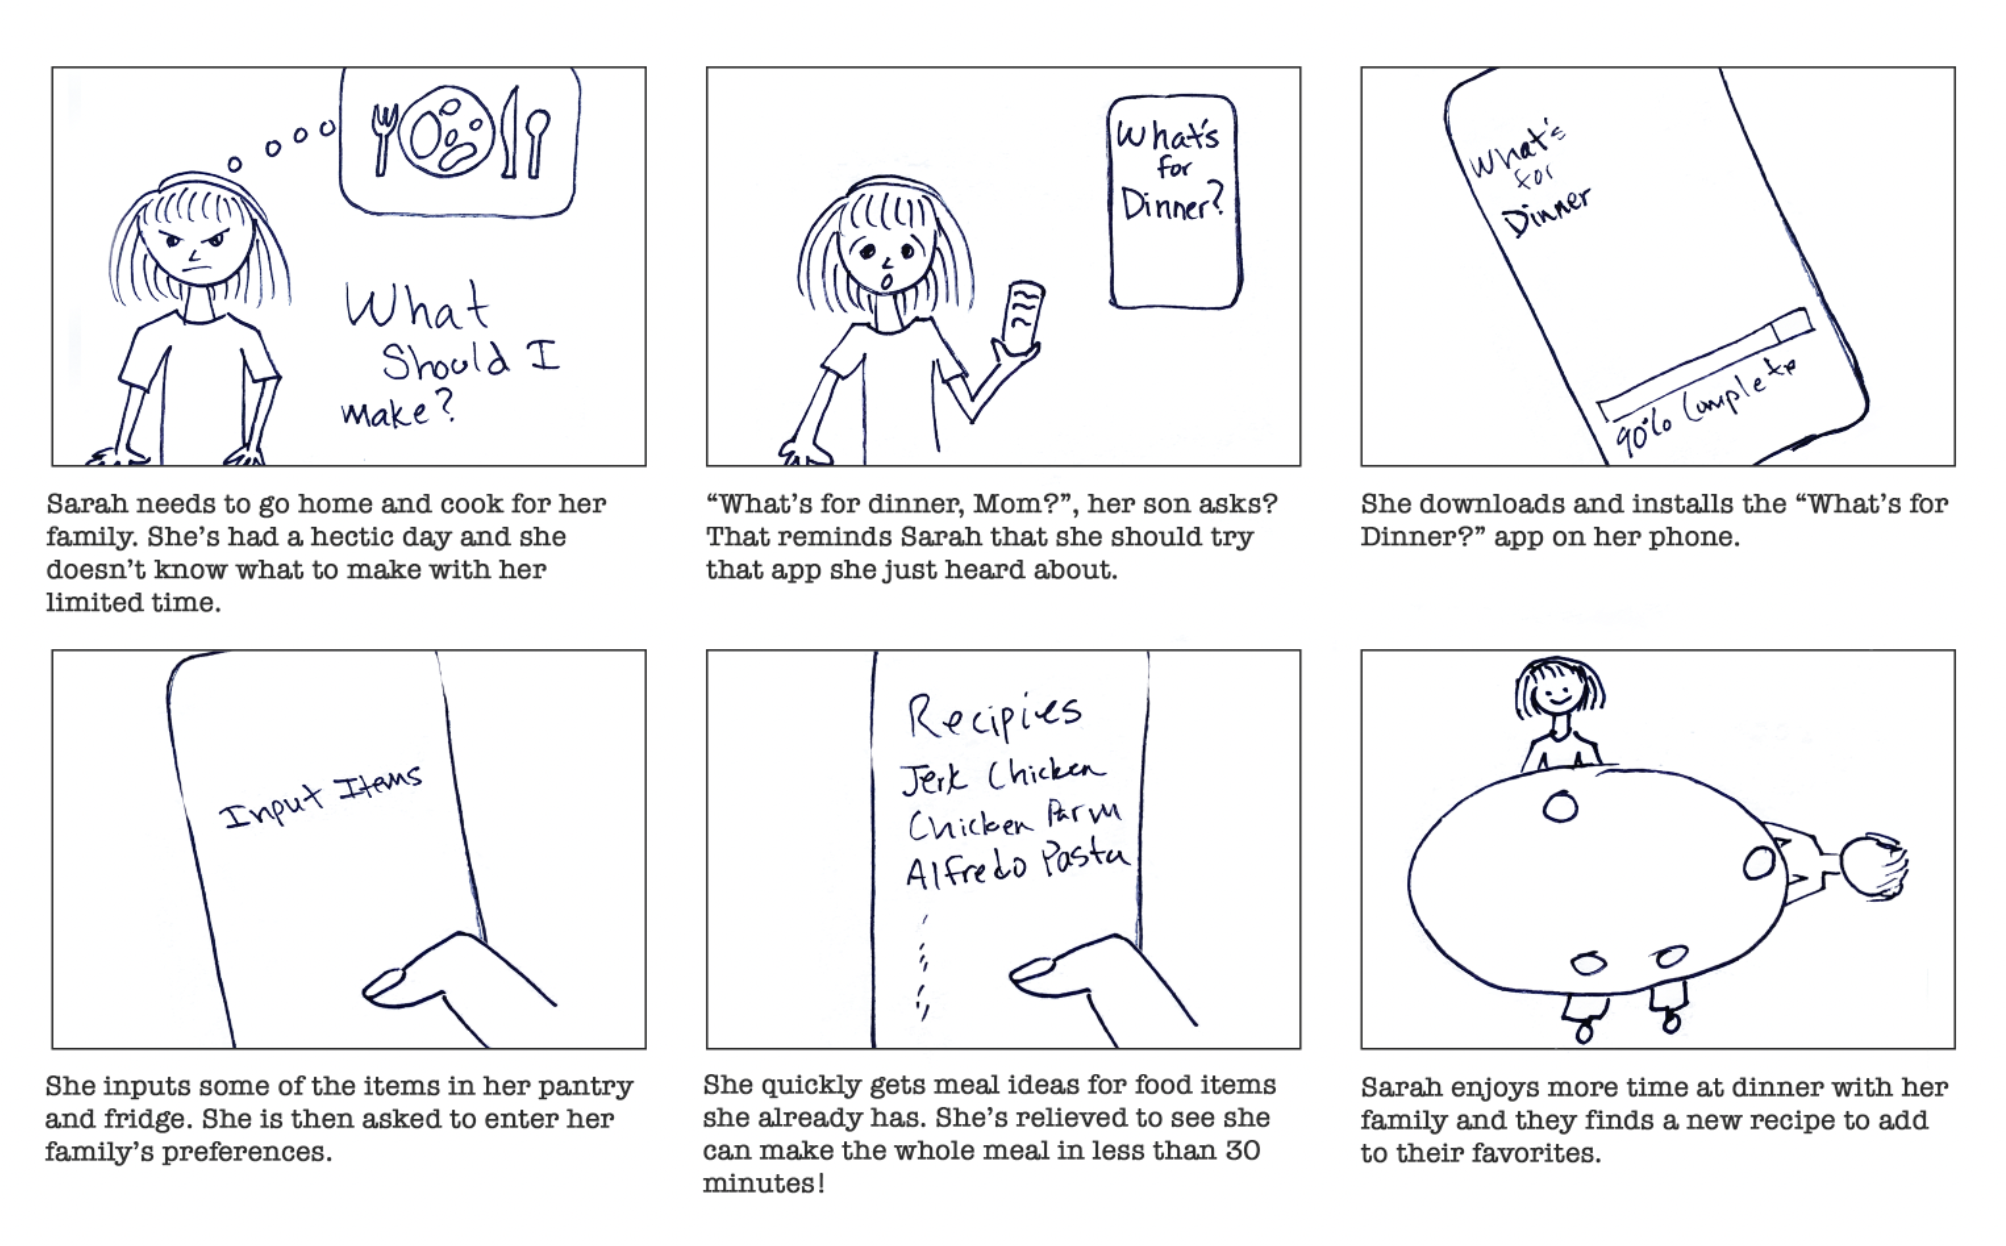 What
Should I
make?
Sarah needs to go home and cook for her
family. She's had a hectic day and she
doesn't know what to make with her
limited time.
What's
for
Dinner?
“What's for dinner, Mom?”, her son asks?
That reminds Sarah that she should try
that app she just heard about.
What's
for
Dinner
90% Complete
She downloads and installs the “What's for
Dinner?” app on her phone.
Input Items
She inputs some of the items in her pantry
and fridge. She is then asked to enter her
family's preferences.
Recipies
Jerk Chicken
Chicken Parm
Alfredo Pasta
She quickly gets meal ideas for food items
she already has. She's relieved to see she
can make the whole meal in less than 30
minutes!
Sarah enjoys more time at dinner with her
family and they finds a new recipe to add
to their favorites.